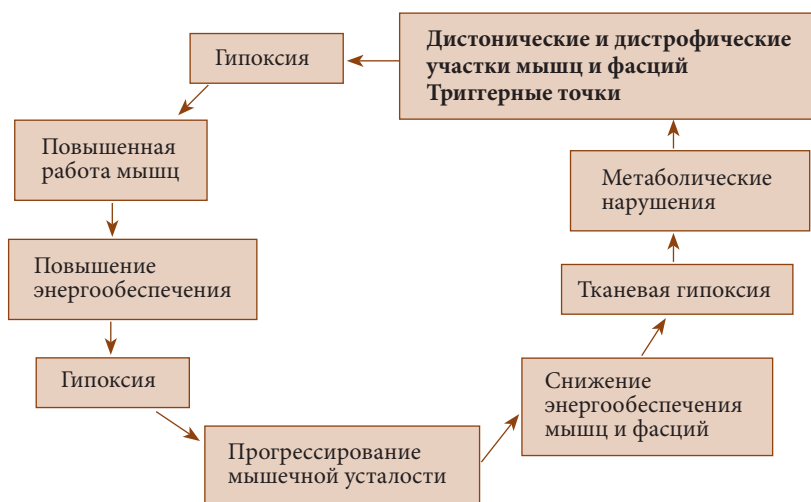 Дистонические и дистрофические
участки мышц и фасций
Триггерные точки
Гипоксия
Повышенная
работа мышц
Повышение
энергообеспечения
Гипоксия
Прогрессирование
мышечной усталости
Снижение
энергообеспечения
мышц и фасций
Тканевая гипоксия
Метаболические
нарушения